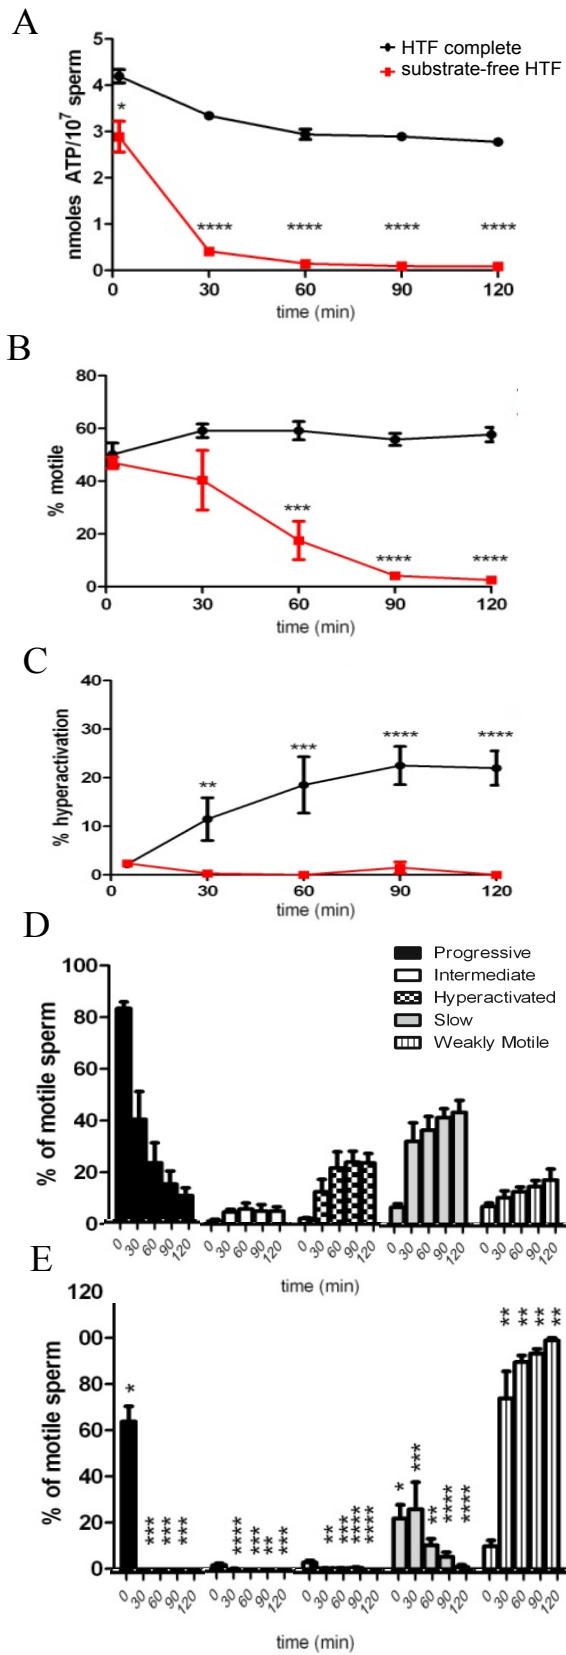 A
HTF complete
substrate-free HTF
nmoles ATP/10^7 sperm
5
4
3
2
1
0
*
**** **** **** ****
0 30 60 90 120
time (min)
B
% motile
80
60
40
20
0
*** **** ****
0 30 60 90 120
time (min)
C
% hyperactivation
40
30
20
10
0
** *** **** ****
0 30 60 90 120
time (min)
D
Progressive
Intermediate
Hyperactivated
Slow
Weakly Motile
% of motile sperm
100
80
60
40
20
0
0 30 60 90 120 0 30 60 90 120 0 30 60 90 120 0 30 60 90 120 0 30 60 90 120
time (min)
E
% of motile sperm
120
00
80
60
40
20
0
* *** *** ***
**** *** ** ***
** *** **** ****
* *** ** **** ****
** ** ** **
0 30 60 90 120 0 30 60 90 120 0 30 60 90 120 0 30 60 90 120 0 30 60 90 120
time (min)